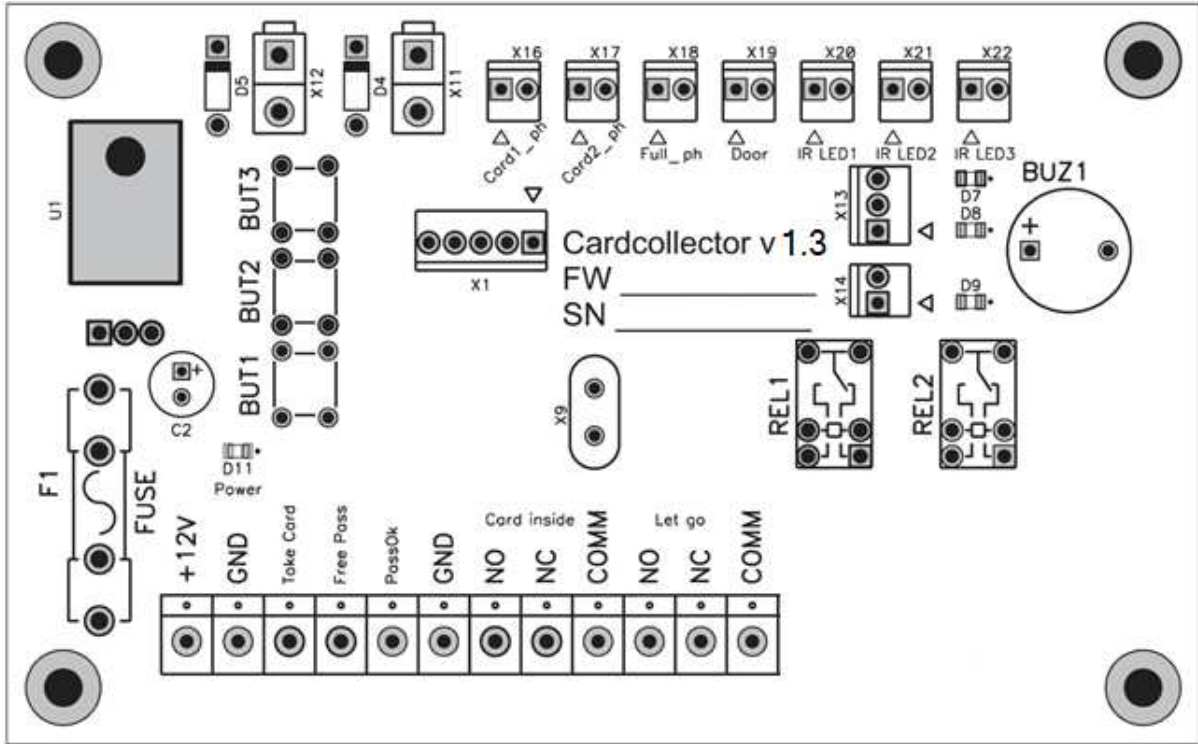 X16 X17 X18 X19 X20 X21 X22
D5 X12 D4 X11
Card1_ph Card2_ph Full_ph Door IR LED1 IR LED2 IR LED3
U1
BUT3
BUT2
BUT1
X1
Cardcollector v 1.3
FW
SN
X13
X14
D7
D8
D9
BUZ1
+
REL1
REL2
X9
+
C2
D11
Power
F1
FUSE
Card inside Let go
+12V GND Take Card Free Pass PassOk GND NO NC COMM NO NC COMM